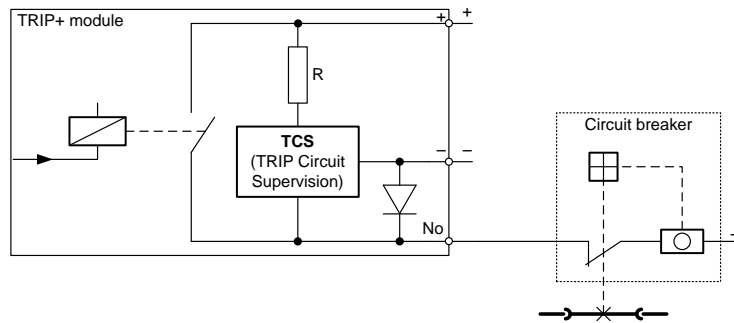 TRIP+ module
+ +
R
TCS
(TRIP Circuit
Supervision)
– –
No
Circuit breaker
–